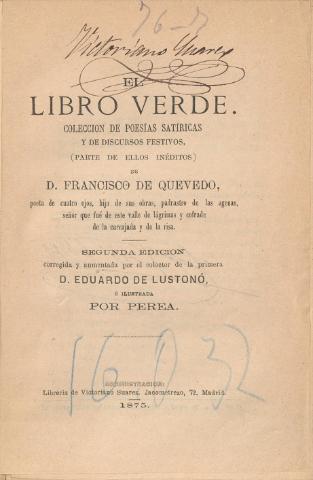 76-7
Victoriano Suarez
EL
LIBRO VERDE.
COLECCION DE POESÍAS SATÍRICAS
Y DE DISCURSOS FESTIVOS,
(PARTE DE ELLOS INÉDITOS)
DE
D. FRANCISCO DE QUEVEDO,
poeta de cuatro ojos, hijo de sus obras, padrastro de las agenas,
señor que fué de este valle de lágrimas y cofrade
de la carcajada y de la risa.
SEGUNDA EDICION
corregida y aumentada por el colector de la primera
D. EDUARDO DE LUSTONÓ,
É ILUSTRADA
POR PEREA.
ADMINISTRACION:
Librería de Victoriano Suarez, Jacometrezo, 72, Madrid.
1875.